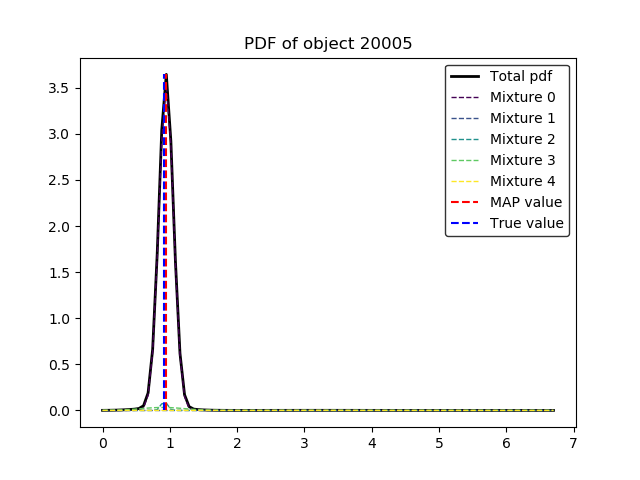 PDF of object 20005
Total pdf
Mixture 0
Mixture 1
Mixture 2
Mixture 3
Mixture 4
MAP value
True value
3.5
3.0
2.5
2.0
1.5
1.0
0.5
0.0
0 1 2 3 4 5 6 7